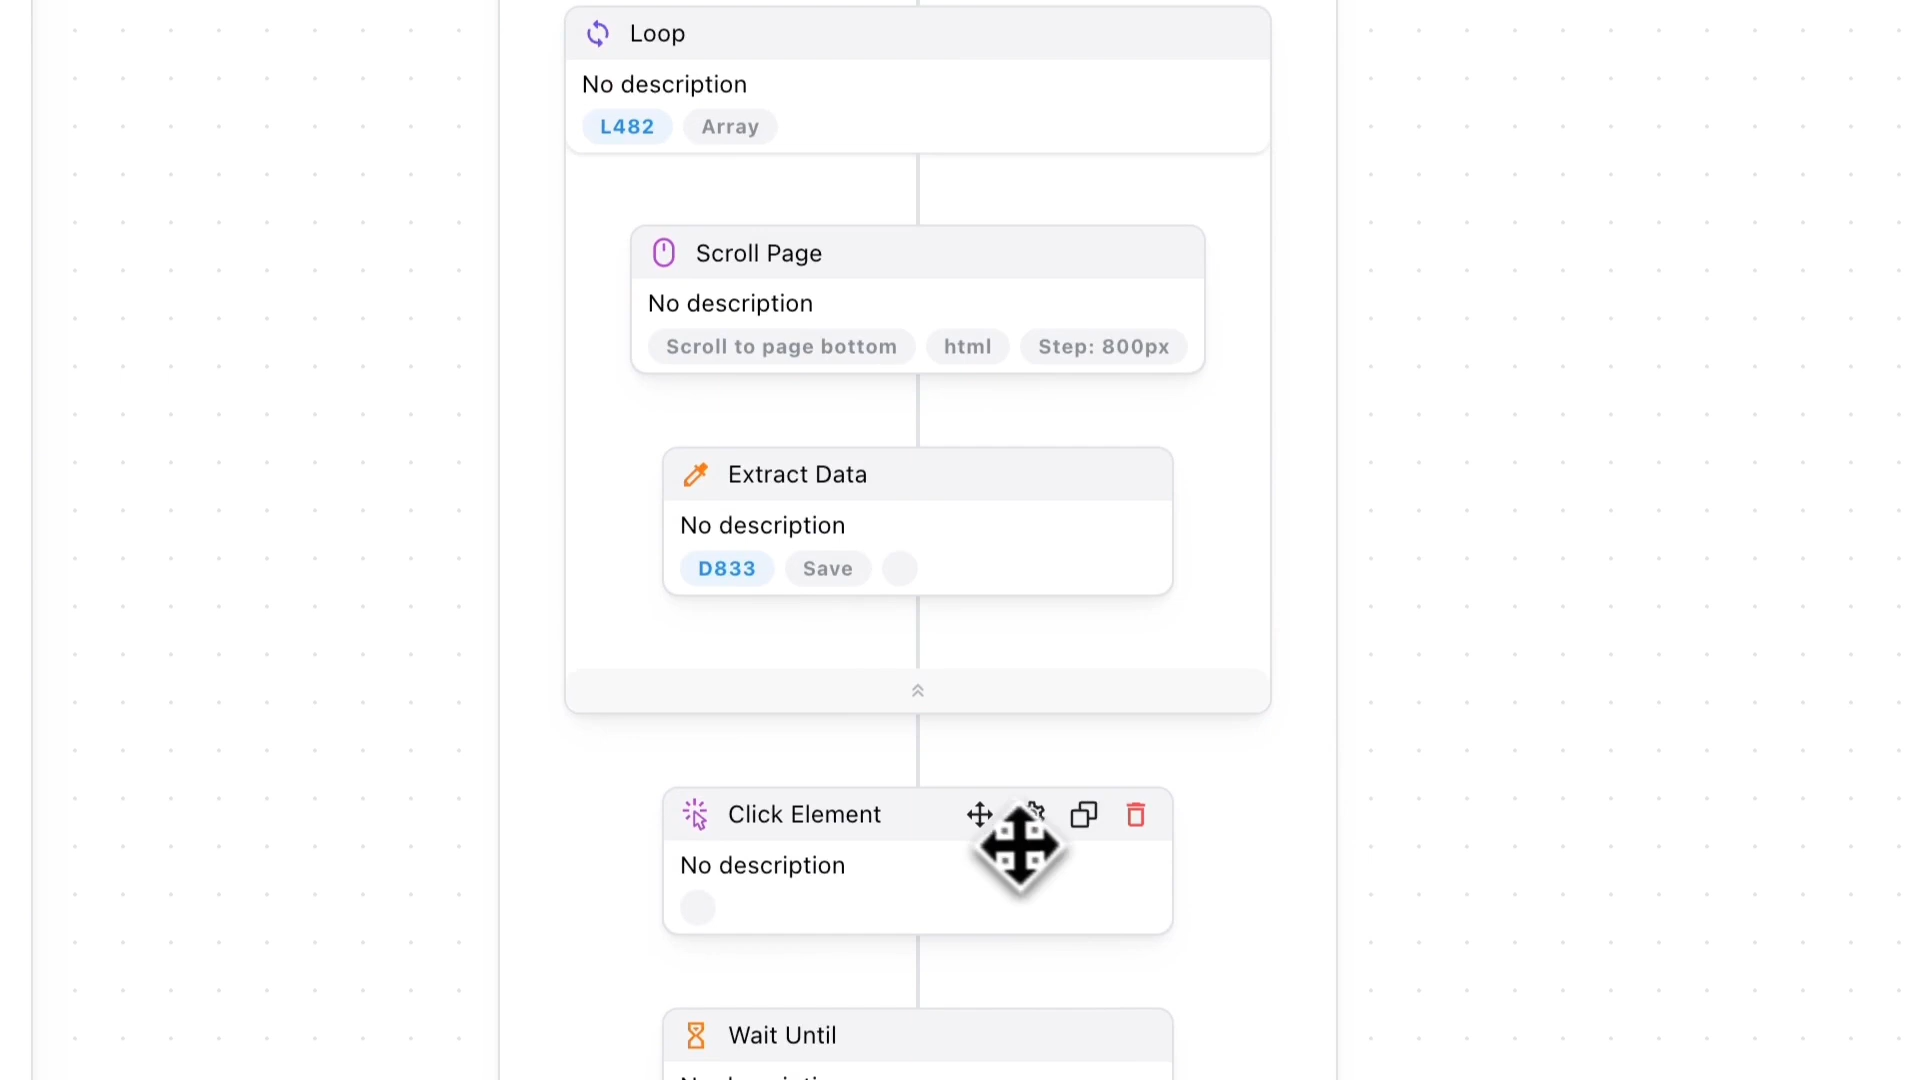 Loop
No description
L482 Array
Scroll Page
No description
Scroll to page bottom html Step: 800px
Extract Data
No description
D833 Save
Click Element
No description
Wait Until